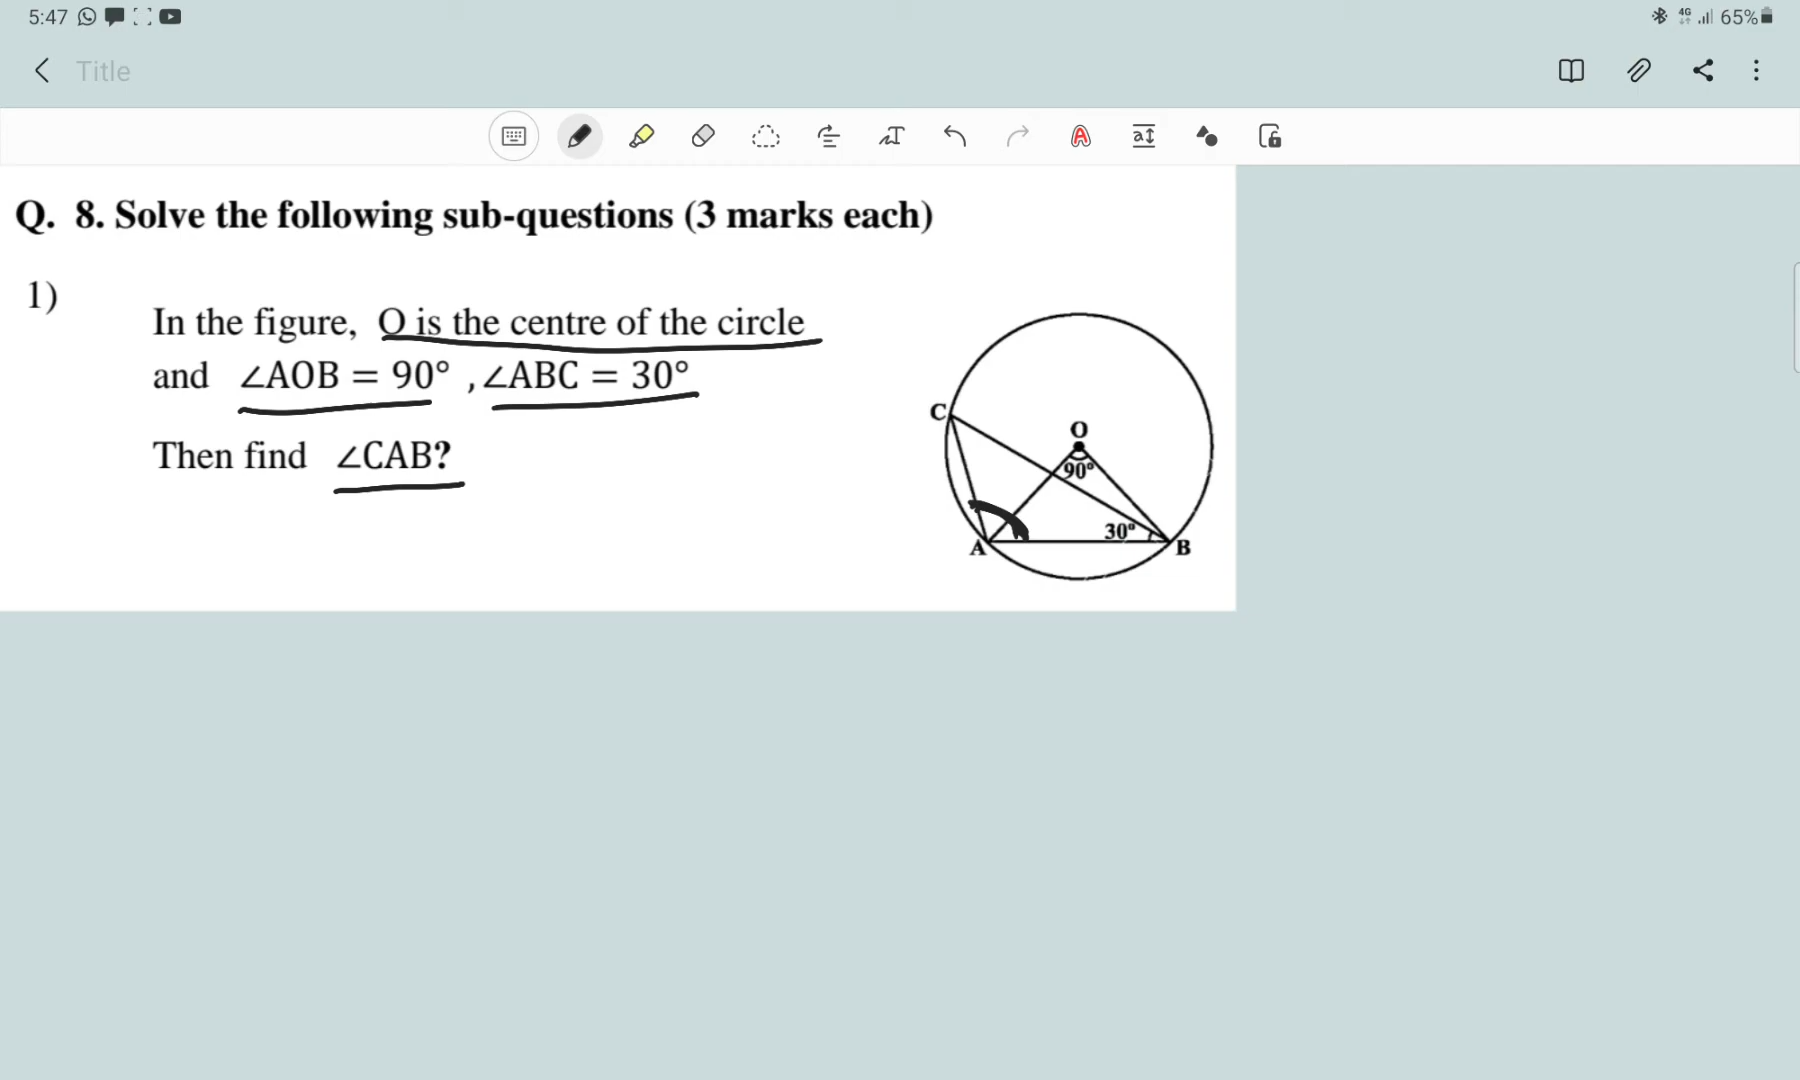 5:47
4G 65%
Title
Q. 8. Solve the following sub-questions (3 marks each)
1)
In the figure, O is the centre of the circle
and ∠AOB = 90° , ∠ABC = 30°
Then find ∠CAB?
C
O
90°
30°
A
B